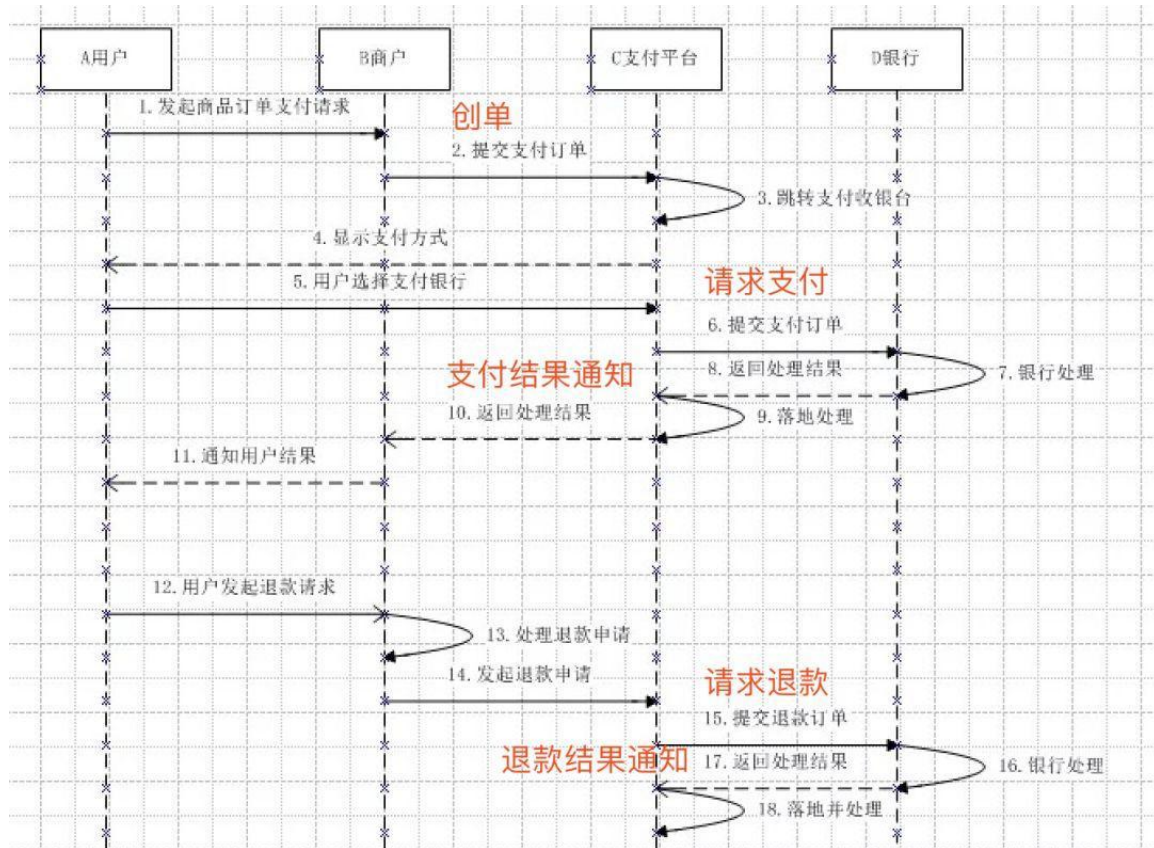 A用户
B商户
C支付平台
D银行
1.发起商品订单支付请求
创单
2.提交支付订单
3.跳转支付收银台
4.显示支付方式
5.用户选择支付银行
请求支付
6.提交支付订单
支付结果通知
8.返回处理结果
7.银行处理
10.返回处理结果
9.落地处理
11.通知用户结果
12.用户发起退款请求
13.处理退款申请
14.发起退款申请
请求退款
15.提交退款订单
退款结果通知
17.返回处理结果
16.银行处理
18.落地并处理